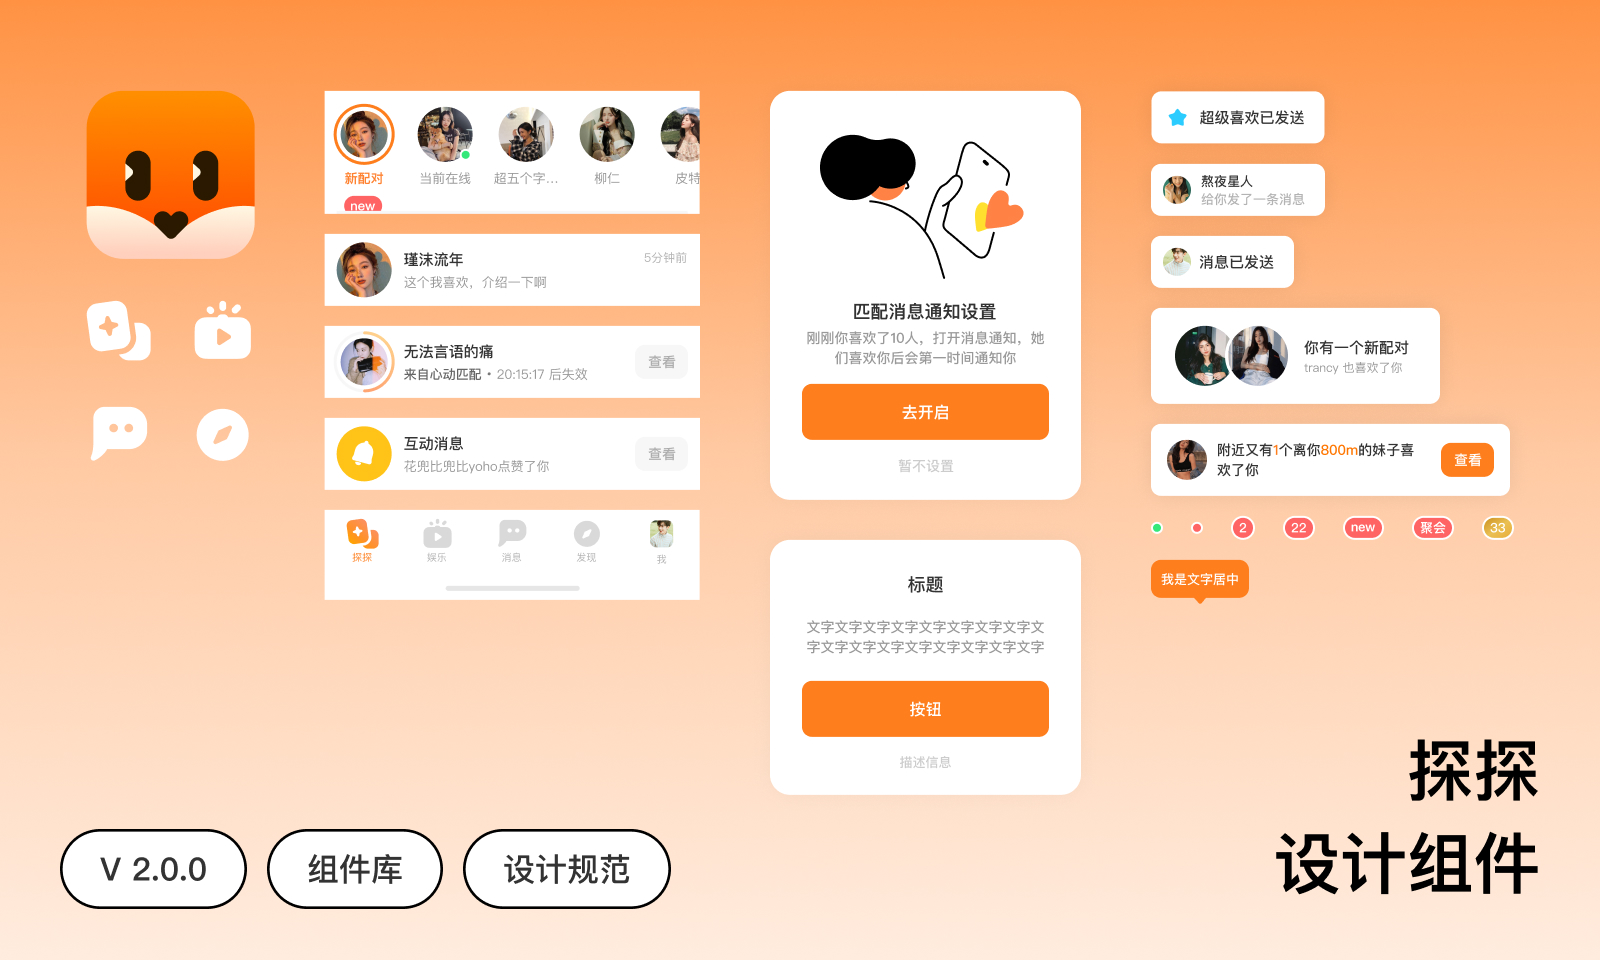 新配对
当前在线
超五个字...
柳仁
皮特
new
瑾沫流年
5分钟前
这个我喜欢，介绍一下啊
无法言语的痛
来自心动匹配 • 20:15:17 后失效
查看
互动消息
花兜比兜比yoho点赞了你
查看
探探
娱乐
消息
发现
我
匹配消息通知设置
刚刚你喜欢了10人，打开消息通知，她
们喜欢你后会第一时间通知你
去开启
暂不设置
标题
文字文字文字文字文字文字文字文字文
字文字文字文字文字文字文字文字文字
按钮
描述信息
超级喜欢已发送
熬夜星人
给你发了一条消息
消息已发送
你有一个新配对
trancy 也喜欢了你
附近又有1个离你800m的妹子喜
欢了你
查看
2
22
new
聚会
33
我是文字居中
探探
设计组件
V 2.0.0
组件库
设计规范